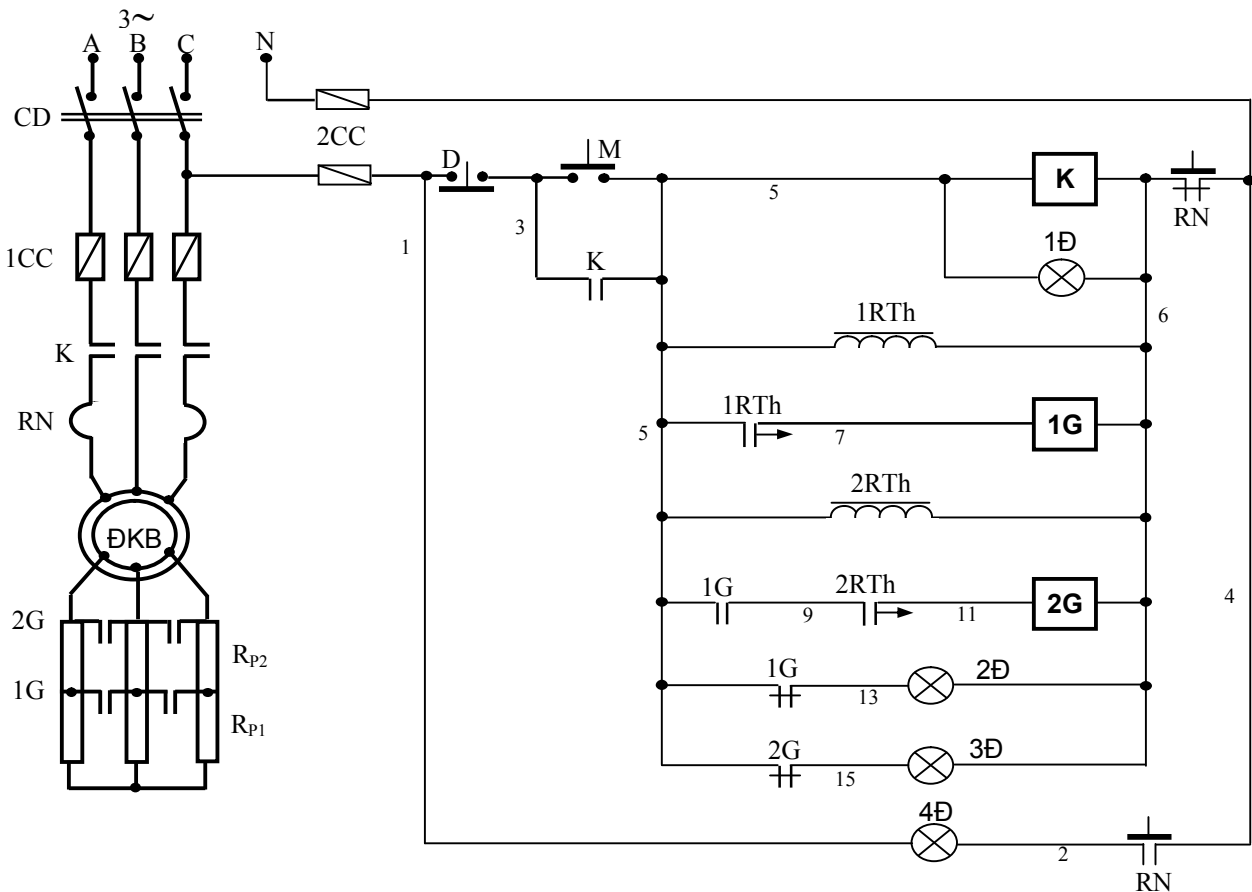 3~
A B C N
CD
2CC
D M
5 K
RN
3
1
1CC
K
1Đ
6
1RTh
K
RN
1RTh
5 7 1G
2RTh
ĐKB
1G 2RTh
9 11 2G 4
2G
R_P2
1G
1G 2Đ
13
R_P1
2G 3Đ
15
4Đ
2
RN